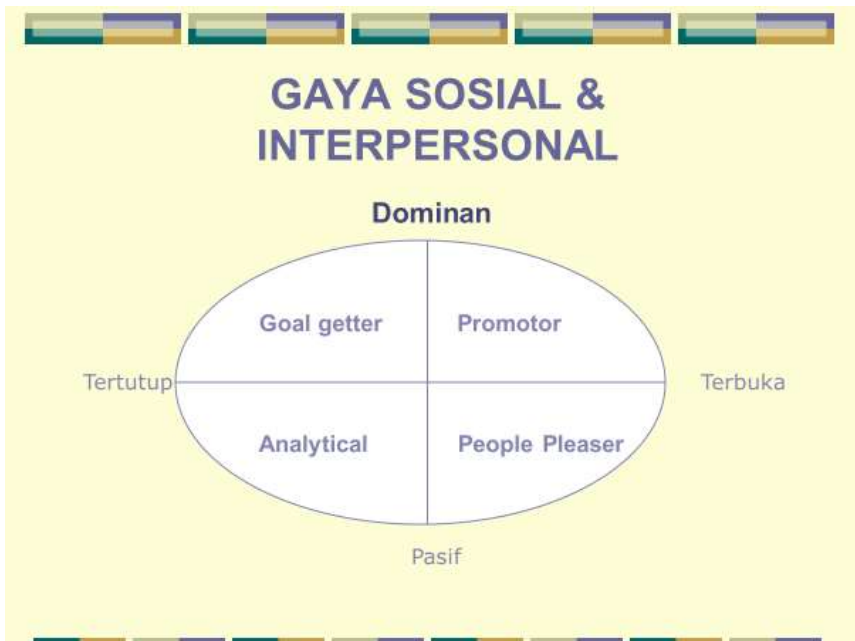 GAYA SOSIAL &
INTERPERSONAL
Dominan
Goal getter
Promotor
Tertutup
Terbuka
Analytical
People Pleaser
Pasif